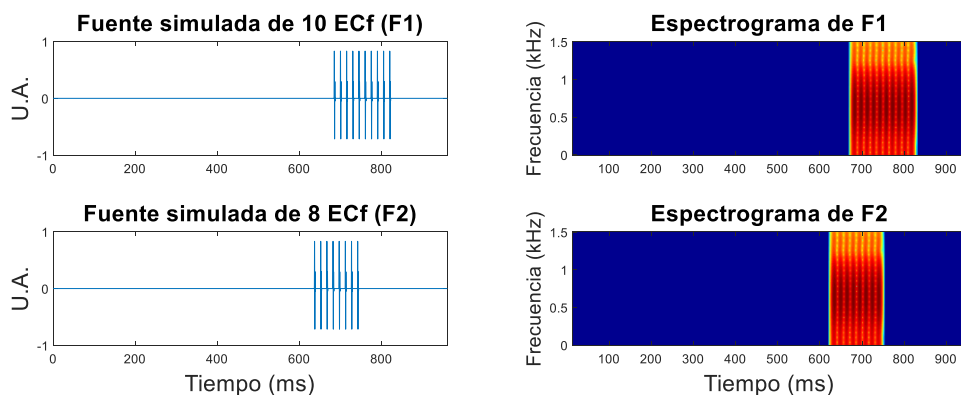 Fuente simulada de 10 ECf (F1)
U.A.
1
0
-1
0 200 400 600 800
Espectrograma de F1
Frecuencia (kHz)
1.5
1
0.5
0
100 200 300 400 500 600 700 800 900
Fuente simulada de 8 ECf (F2)
U.A.
1
0
-1
0 200 400 600 800
Tiempo (ms)
Espectrograma de F2
Frecuencia (kHz)
1.5
1
0.5
0
100 200 300 400 500 600 700 800 900
Tiempo (ms)